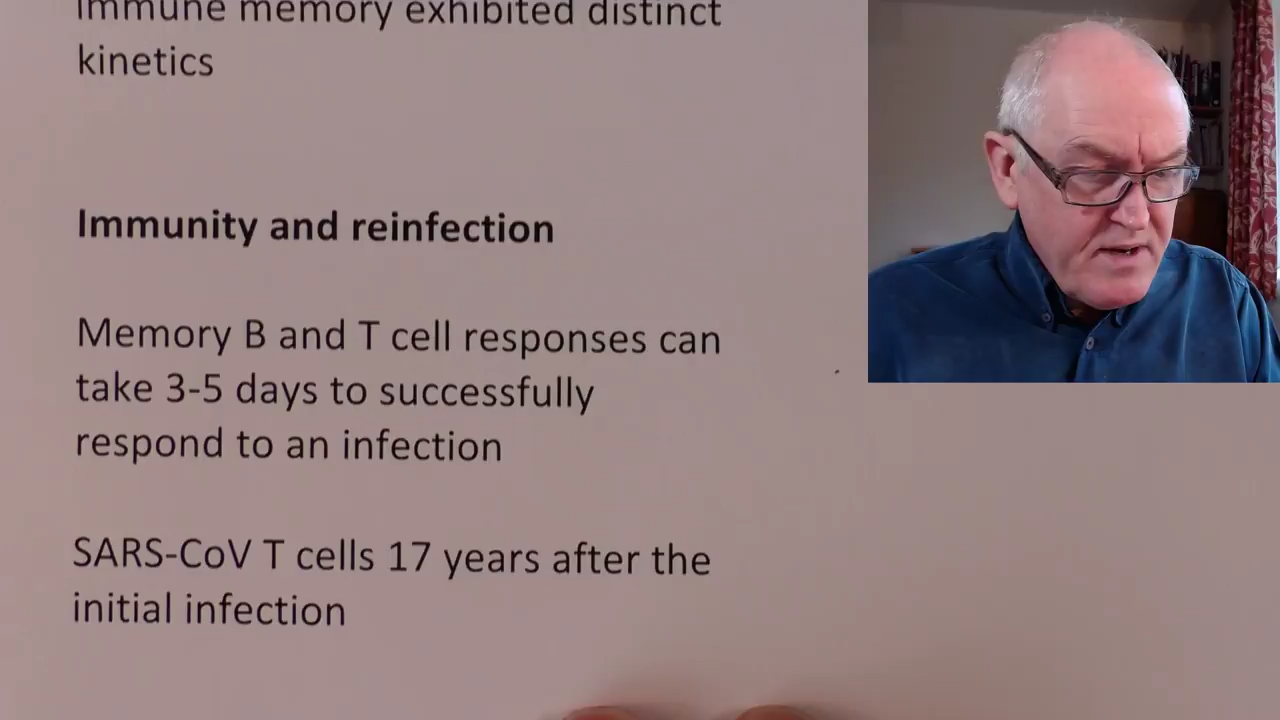 immune memory exhibited distinct
kinetics
Immunity and reinfection
Memory B and T cell responses can
take 3-5 days to successfully
respond to an infection
SARS-CoV T cells 17 years after the
initial infection